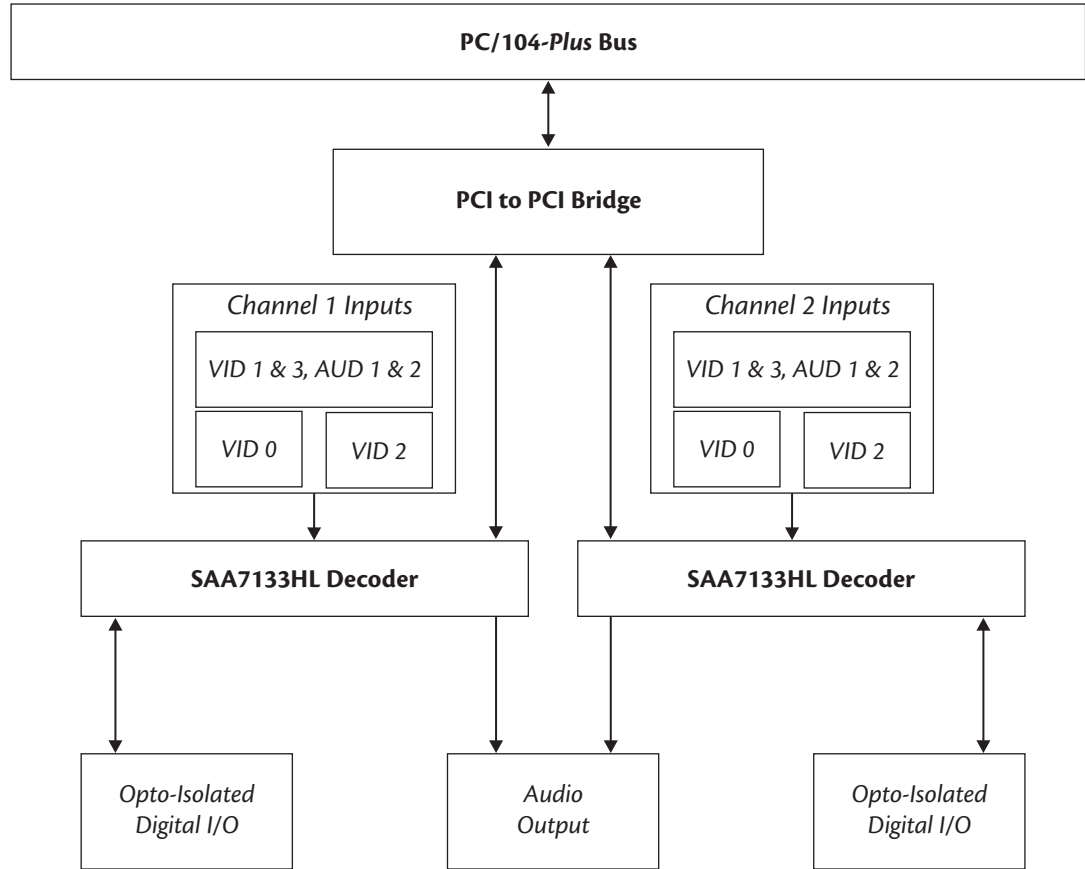 PC/104-Plus Bus
PCI to PCI Bridge
Channel 1 Inputs
VID 1 & 3, AUD 1 & 2
VID 0
VID 2
Channel 2 Inputs
VID 1 & 3, AUD 1 & 2
VID 0
VID 2
SAA7133HL Decoder
SAA7133HL Decoder
Opto-Isolated
Digital I/O
Audio
Output
Opto-Isolated
Digital I/O